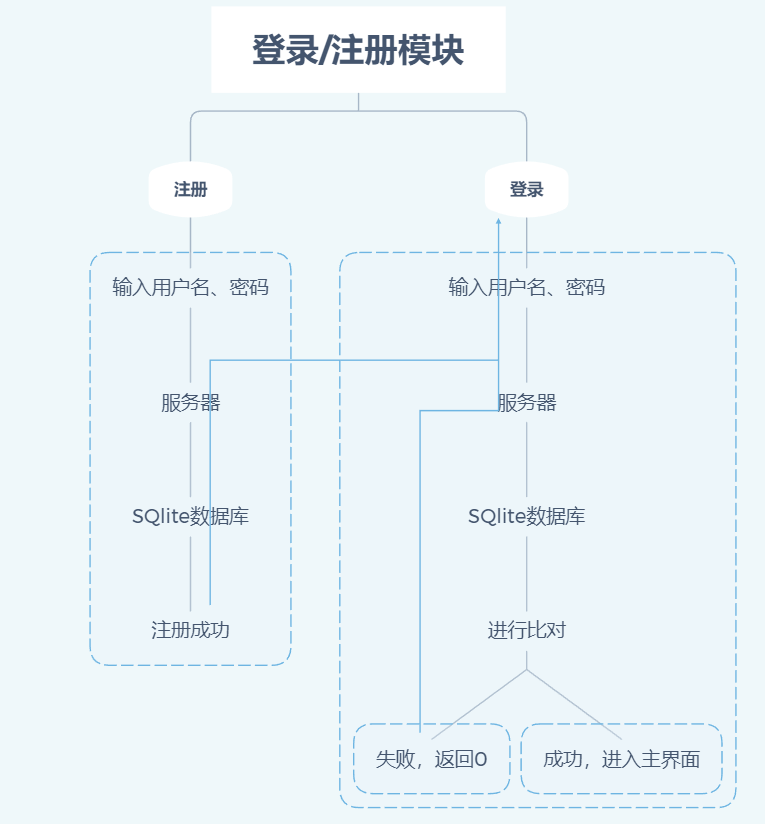 登录/注册模块
注册
登录
输入用户名、密码
输入用户名、密码
服务器
服务器
SQlite数据库
SQlite数据库
注册成功
进行比对
失败，返回0
成功，进入主界面